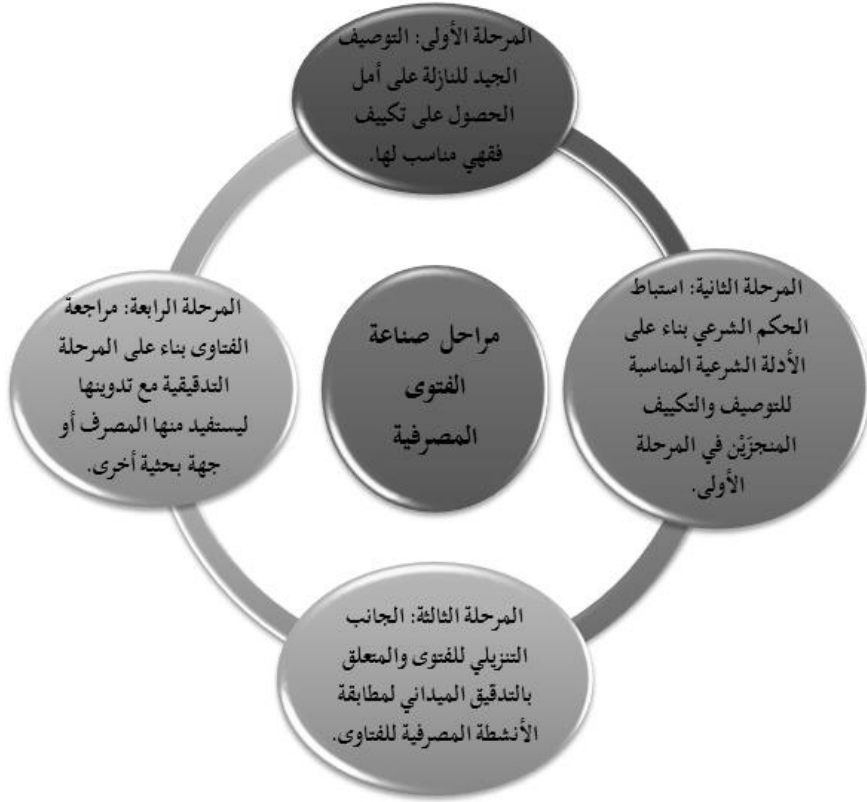 المرحلة الأولى: التوصيف
الجيد للنازلة على أمل
الحصول على تكييف
فقهي مناسب لها.
المرحلة الثانية: استباط
الحكم الشرعي بناء على
الأدلة الشرعية المناسبة
للتوصيف والتكييف
المنجزَيْن في المرحلة
الأولى.
المرحلة الثالثة: الجانب
التنزيلي للفتوى والمتعلق
بالتدقيق الميداني لمطابقة
الأنشطة المصرفية للفتاوى.
المرحلة الرابعة: مراجعة
الفتاوى بناء على المرحلة
التدقيقية مع تدوينها
ليستفيد منها المصرف أو
جهة بحثية أخرى.
مراحل صناعة
الفتوى
المصرفية